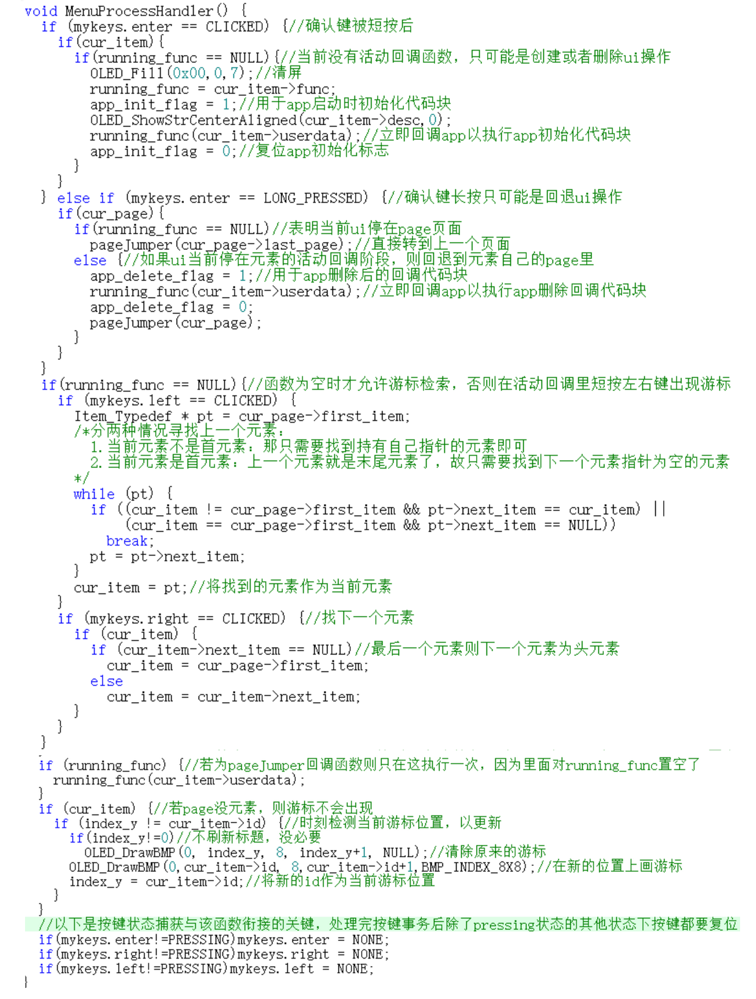 void MenuProcessHandler() {
if (mykeys.enter == CLICKED) {//确认键被短按后
if(cur_item){
if(running_func == NULL){//当前没有活动回调函数，只可能是创建或者删除ui操作
OLED_Fill(0x00,0,7);//清屏
running_func = cur_item->func;
app_init_flag = 1;//用于app启动时初始化代码块
OLED_ShowStrCenterAligned(cur_item->desc,0);
running_func(cur_item->userdata);//立即回调app以执行app初始化代码块
app_init_flag = 0;//复位app初始化标志
}
}
} else if (mykeys.enter == LONG_PRESSED) {//确认键长按只可能是回退ui操作
if(cur_page){
if(running_func == NULL)//表明当前ui停在page页面
pageJumper(cur_page->last_page);//直接转到上一个页面
else {//如果ui当前停在元素的活动回调阶段，则回退到元素自己的page里
app_delete_flag = 1;//用于app删除后的回调代码块
running_func(cur_item->userdata);//立即回调app以执行app删除回调代码块
app_delete_flag = 0;
pageJumper(cur_page);
}
}
}
if(running_func == NULL){//函数为空时才允许游标检索，否则在活动回调里短按左右键出现游标
if (mykeys.left == CLICKED) {
Item_Typedef * pt = cur_page->first_item;
/*分两种情况寻找上一个元素：
1.当前元素不是首元素：那只需要找到持有自己指针的元素即可
2.当前元素是首元素：上一个元素就是末尾元素了，故只需要找到下一个元素指针为空的元素
*/
while (pt) {
if ((cur_item != cur_page->first_item && pt->next_item == cur_item) ||
(cur_item == cur_page->first_item && pt->next_item == NULL))
break;
pt = pt->next_item;
}
cur_item = pt;//将找到的元素作为当前元素
}
if (mykeys.right == CLICKED) {//找下一个元素
if (cur_item) {
if (cur_item->next_item == NULL)//最后一个元素则下一个元素为头元素
cur_item = cur_page->first_item;
else
cur_item = cur_item->next_item;
}
}
}
if (running_func) {//若为pageJumper回调函数则只在这执行一次，因为里面对running_func置空了
running_func(cur_item->userdata);
}
if (cur_item) {//若page没元素，则游标不会出现
if (index_y != cur_item->id) {//时刻检测当前游标位置，以更新
if(index_y!=0)//不刷新标题，没必要
OLED_DrawBMP(0, index_y, 8, index_y+1, NULL);//清除原来的游标
OLED_DrawBMP(0,cur_item->id, 8,cur_item->id+1,BMP_INDEX_8X8);//在新的位置上画游标
index_y = cur_item->id;//将新的id作为当前游标位置
}
}
//以下是按键状态捕获与该函数衔接的关键，处理完按键事务后除了pressing状态的其他状态下按键都要复位
if(mykeys.enter!=PRESSING)mykeys.enter = NONE;
if(mykeys.right!=PRESSING)mykeys.right = NONE;
if(mykeys.left!=PRESSING)mykeys.left = NONE;
}